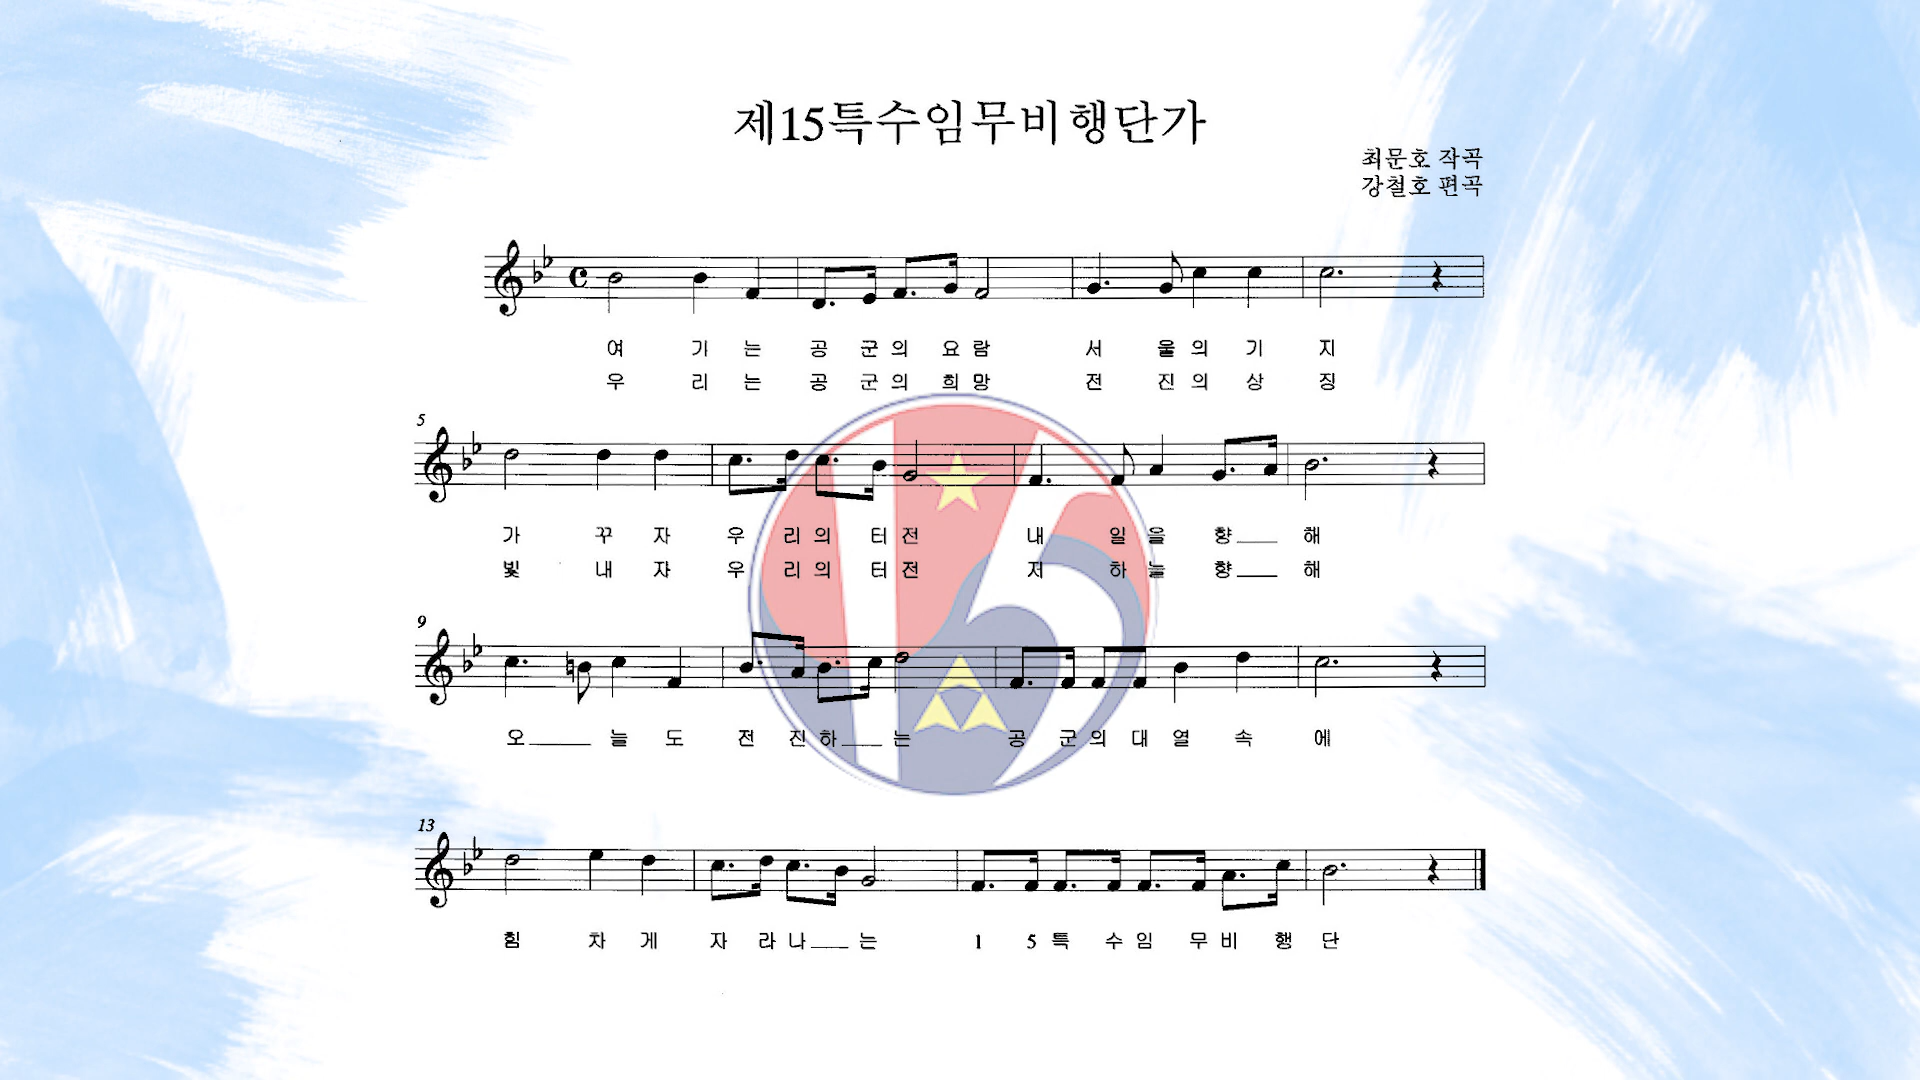 제15특수임무비행단가
최문호 작곡
강철호 편곡
여 기 는 공 군 의 요 람 서 울 의 기 지
우 리 는 공 군 의 희 망 전 진 의 상 징
5
가 꾸 자 우 리 의 터 전 내 일 을 향 해
빛 내 자 우 리 의 터 전 저 하 늘 향 해
9
오 늘 도 전 진 하 는 공 군 의 대 열 속 에
13
힘 차 게 자 라 나 는 1 5 특 수 임 무 비 행 단
15